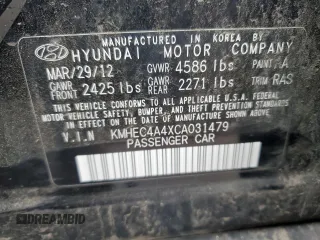 MANUFACTURED IN KOREA BY
HYUNDAI MOTOR COMPANY
MAR/29/12 GVWR 4586 lbs PAINT A
GAWR FRONT 2425 lbs GAWR REAR 2271 lbs TRIM RAS
THIS VEHICLE CONFORMS TO ALL APPLICABLE U.S. FEDERAL
MOTOR VEHICLE SAFETY, BUMPER, AND THEFT PREVENTION
STANDARDS IN EFFECT ON THE DATE OF MANUFACTURE SHOWN ABOVE.
V.I.N KMHEC4A4XCA031479
PASSENGER CAR
DREAMBID